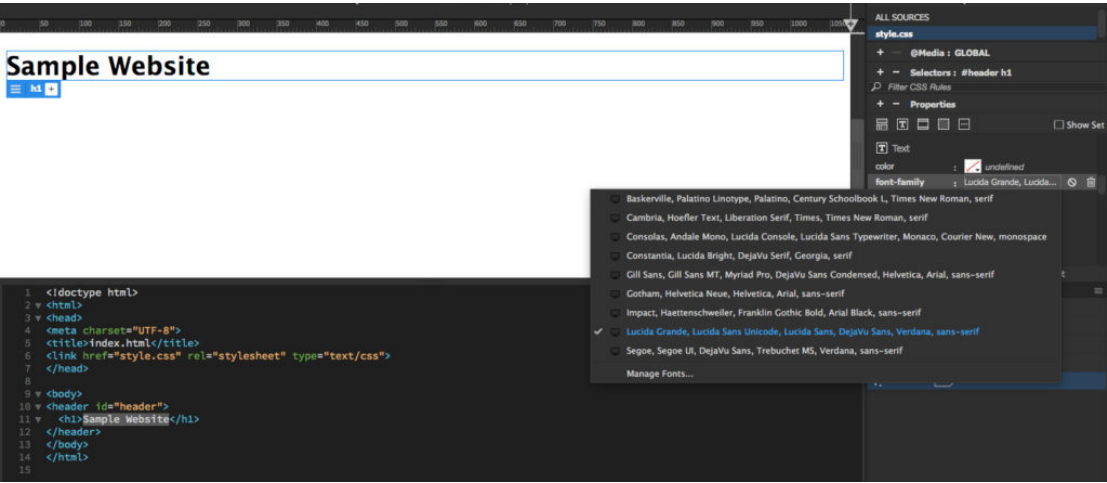 0 50 100 150 200 250 300 350 400 450 500 550 600 650 700 750 800 850 900 950 1000 1050
Sample Website
h1 +
ALL SOURCES
style.css
+ − @Media : GLOBAL
+ − Selectors : #header h1
Filter CSS Rules
+ − Properties
T Show Set
T Text
color : undefined
font-family : Lucida Grande, Lucida...
Baskerville, Palatino Linotype, Palatino, Century Schoolbook L, Times New Roman, serif
Cambria, Hoefler Text, Liberation Serif, Times, Times New Roman, serif
Consolas, Andale Mono, Lucida Console, Lucida Sans Typewriter, Monaco, Courier New, monospace
Constantia, Lucida Bright, DejaVu Serif, Georgia, serif
Gill Sans, Gill Sans MT, Myriad Pro, DejaVu Sans Condensed, Helvetica, Arial, sans-serif
Gotham, Helvetica Neue, Helvetica, Arial, sans-serif
Impact, Haettenschweiler, Franklin Gothic Bold, Arial Black, sans-serif
Lucida Grande, Lucida Sans Unicode, Lucida Sans, DejaVu Sans, Verdana, sans-serif
Segoe, Segoe UI, DejaVu Sans, Trebuchet MS, Verdana, sans-serif
Manage Fonts...
1 <!doctype html>
2 <html>
3 <head>
4 <meta charset="UTF-8">
5 <title>index.html</title>
6 <link href="style.css" rel="stylesheet" type="text/css">
7 </head>
8
9 <body>
10 <header id="header">
11 <h1>Sample Website</h1>
12 </header>
13 </body>
14 </html>
15